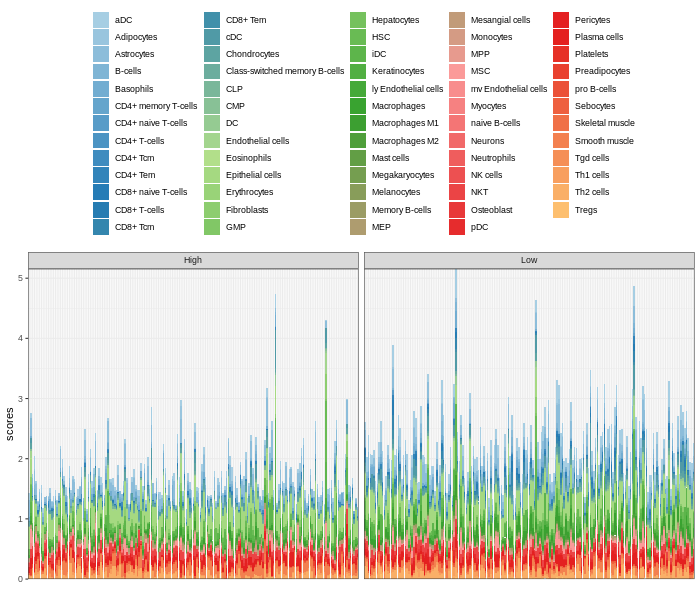 aDC
Adipocytes
Astrocytes
B-cells
Basophils
CD4+ memory T-cells
CD4+ naive T-cells
CD4+ T-cells
CD4+ Tcm
CD4+ Tem
CD8+ naive T-cells
CD8+ T-cells
CD8+ Tcm
CD8+ Tem
cDC
Chondrocytes
Class-switched memory B-cells
CLP
CMP
DC
Endothelial cells
Eosinophils
Epithelial cells
Erythrocytes
Fibroblasts
GMP
Hepatocytes
HSC
iDC
Keratinocytes
ly Endothelial cells
Macrophages
Macrophages M1
Macrophages M2
Mast cells
Megakaryocytes
Melanocytes
Memory B-cells
MEP
Mesangial cells
Monocytes
MPP
MSC
mv Endothelial cells
Myocytes
naive B-cells
Neurons
Neutrophils
NK cells
NKT
Osteoblast
pDC
Pericytes
Plasma cells
Platelets
Preadipocytes
pro B-cells
Sebocytes
Skeletal muscle
Smooth muscle
Tgd cells
Th1 cells
Th2 cells
Tregs
High
Low
scores
5
4
3
2
1
0